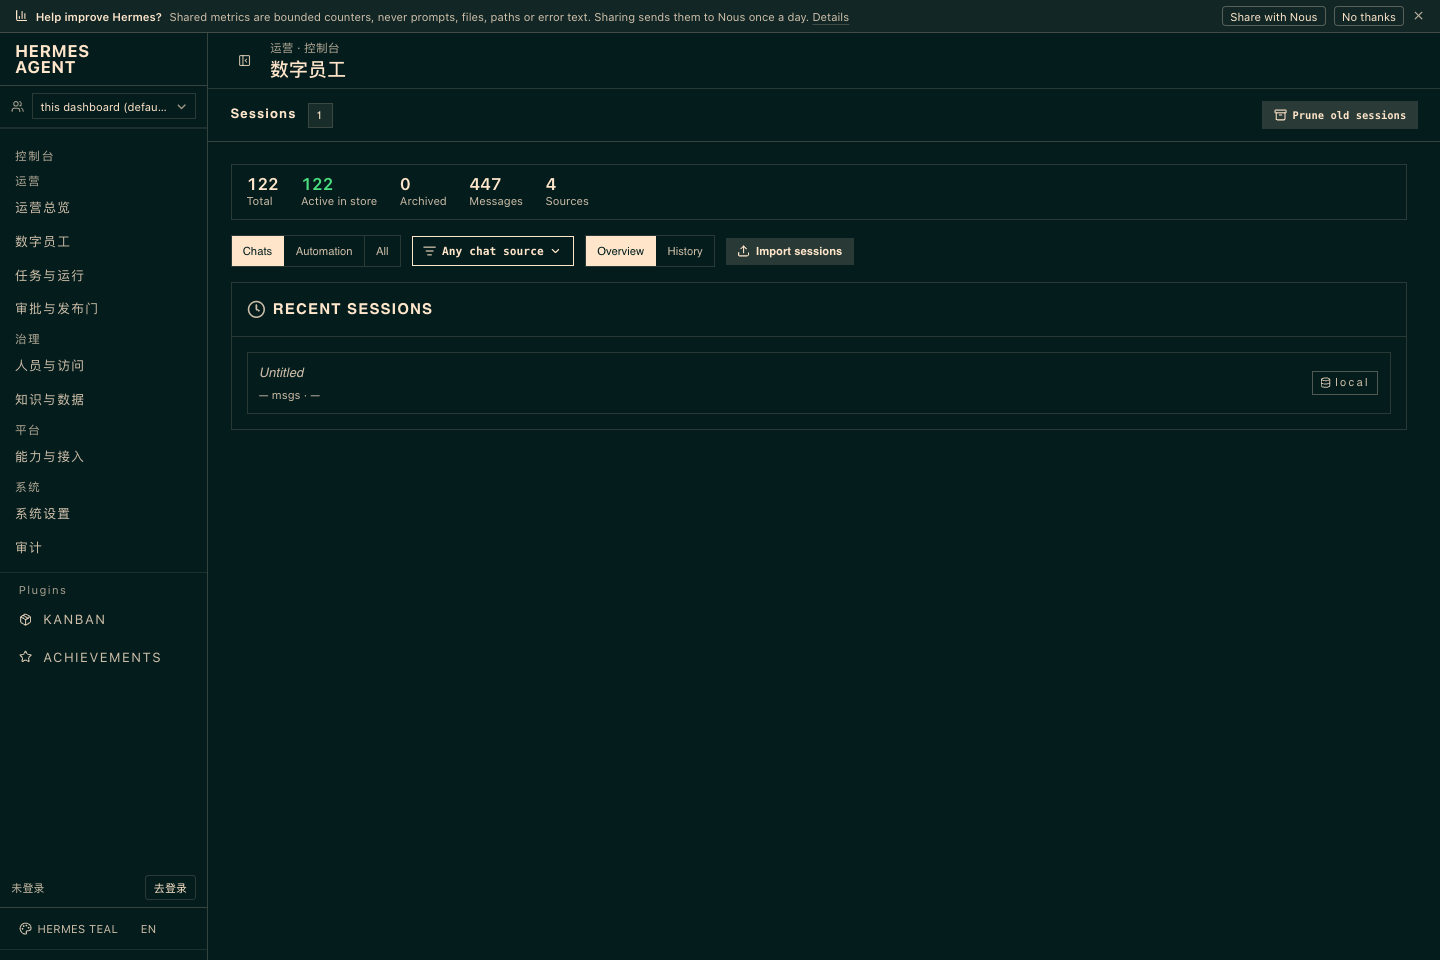 Help improve Hermes? Shared metrics are bounded counters, never prompts, files, paths or error text. Sharing sends them to Nous once a day. Details
Share with Nous
No thanks
HERMES
AGENT
this dashboard (defau...
控制台
运营
运营总览
数字员工
任务与运行
审批与发布门
治理
人员与访问
知识与数据
平台
能力与接入
系统
系统设置
审计
Plugins
KANBAN
ACHIEVEMENTS
未登录
去登录
HERMES TEAL
EN
运营 · 控制台
数字员工
Sessions 1
Prune old sessions
122 122 0 447 4
Total Active in store Archived Messages Sources
Chats Automation All Any chat source Overview History Import sessions
RECENT SESSIONS
Untitled
— msgs · —
local